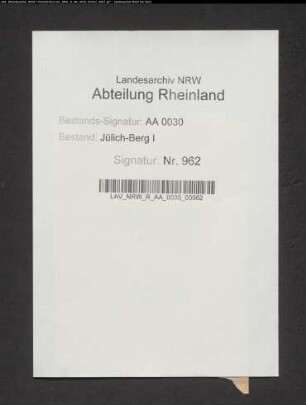 Landesarchiv NRW
Abteilung Rheinland
Bestands-Signatur: AA 0030
Bestand: Jülich-Berg I
Signatur: Nr. 962
LAV_NRW_R_AA_0030_00962